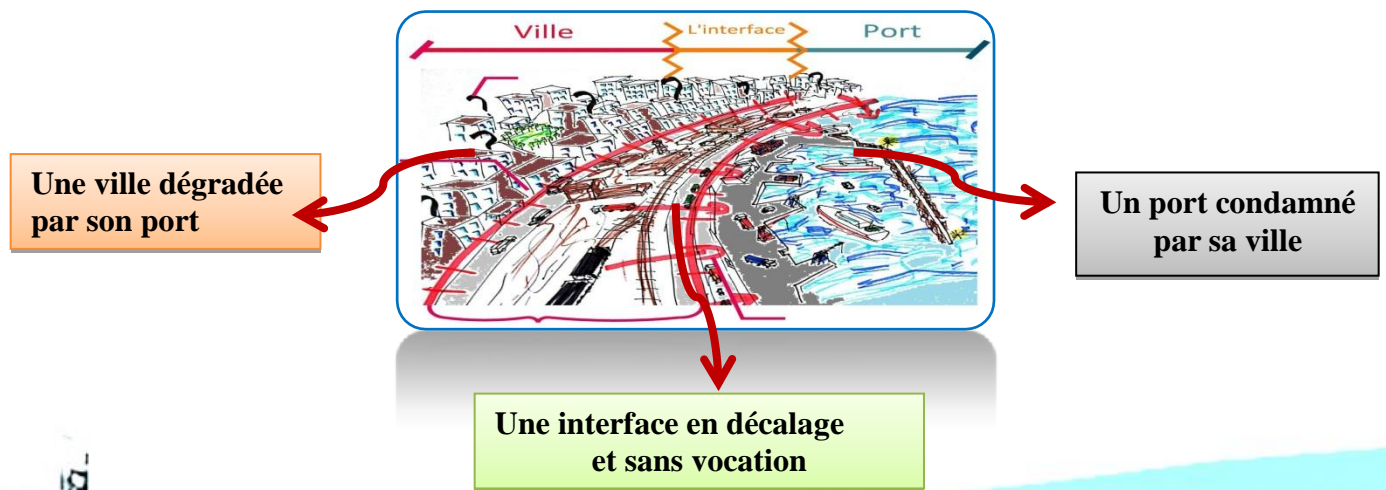 Ville
L'interface
Port
Une ville dégradée
par son port
Un port condamné
par sa ville
Une interface en décalage
et sans vocation